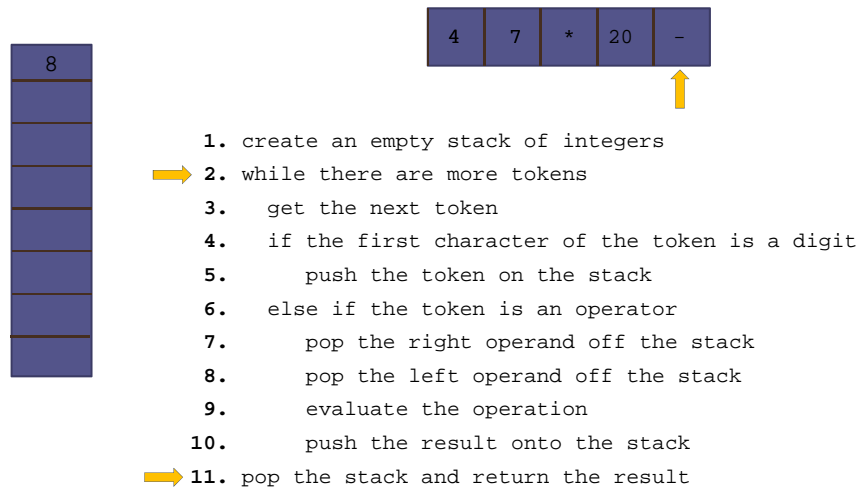 4 7 * 20 –
8
1. create an empty stack of integers
2. while there are more tokens
3. get the next token
4. if the first character of the token is a digit
5. push the token on the stack
6. else if the token is an operator
7. pop the right operand off the stack
8. pop the left operand off the stack
9. evaluate the operation
10. push the result onto the stack
11. pop the stack and return the result